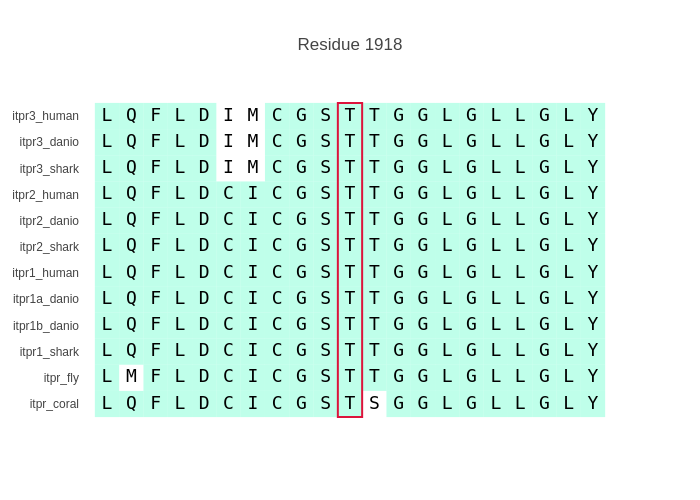 Residue 1918
itpr3_human L Q F L D I M C G S T T G G L G L L G L Y
itpr3_danio L Q F L D I M C G S T T G G L G L L G L Y
itpr3_shark L Q F L D I M C G S T T G G L G L L G L Y
itpr2_human L Q F L D C I C G S T T G G L G L L G L Y
itpr2_danio L Q F L D C I C G S T T G G L G L L G L Y
itpr2_shark L Q F L D C I C G S T T G G L G L L G L Y
itpr1_human L Q F L D C I C G S T T G G L G L L G L Y
itpr1a_danio L Q F L D C I C G S T T G G L G L L G L Y
itpr1b_danio L Q F L D C I C G S T T G G L G L L G L Y
itpr1_shark L Q F L D C I C G S T T G G L G L L G L Y
itpr_fly L M F L D C I C G S T T G G L G L L G L Y
itpr_coral L Q F L D C I C G S T S G G L G L L G L Y